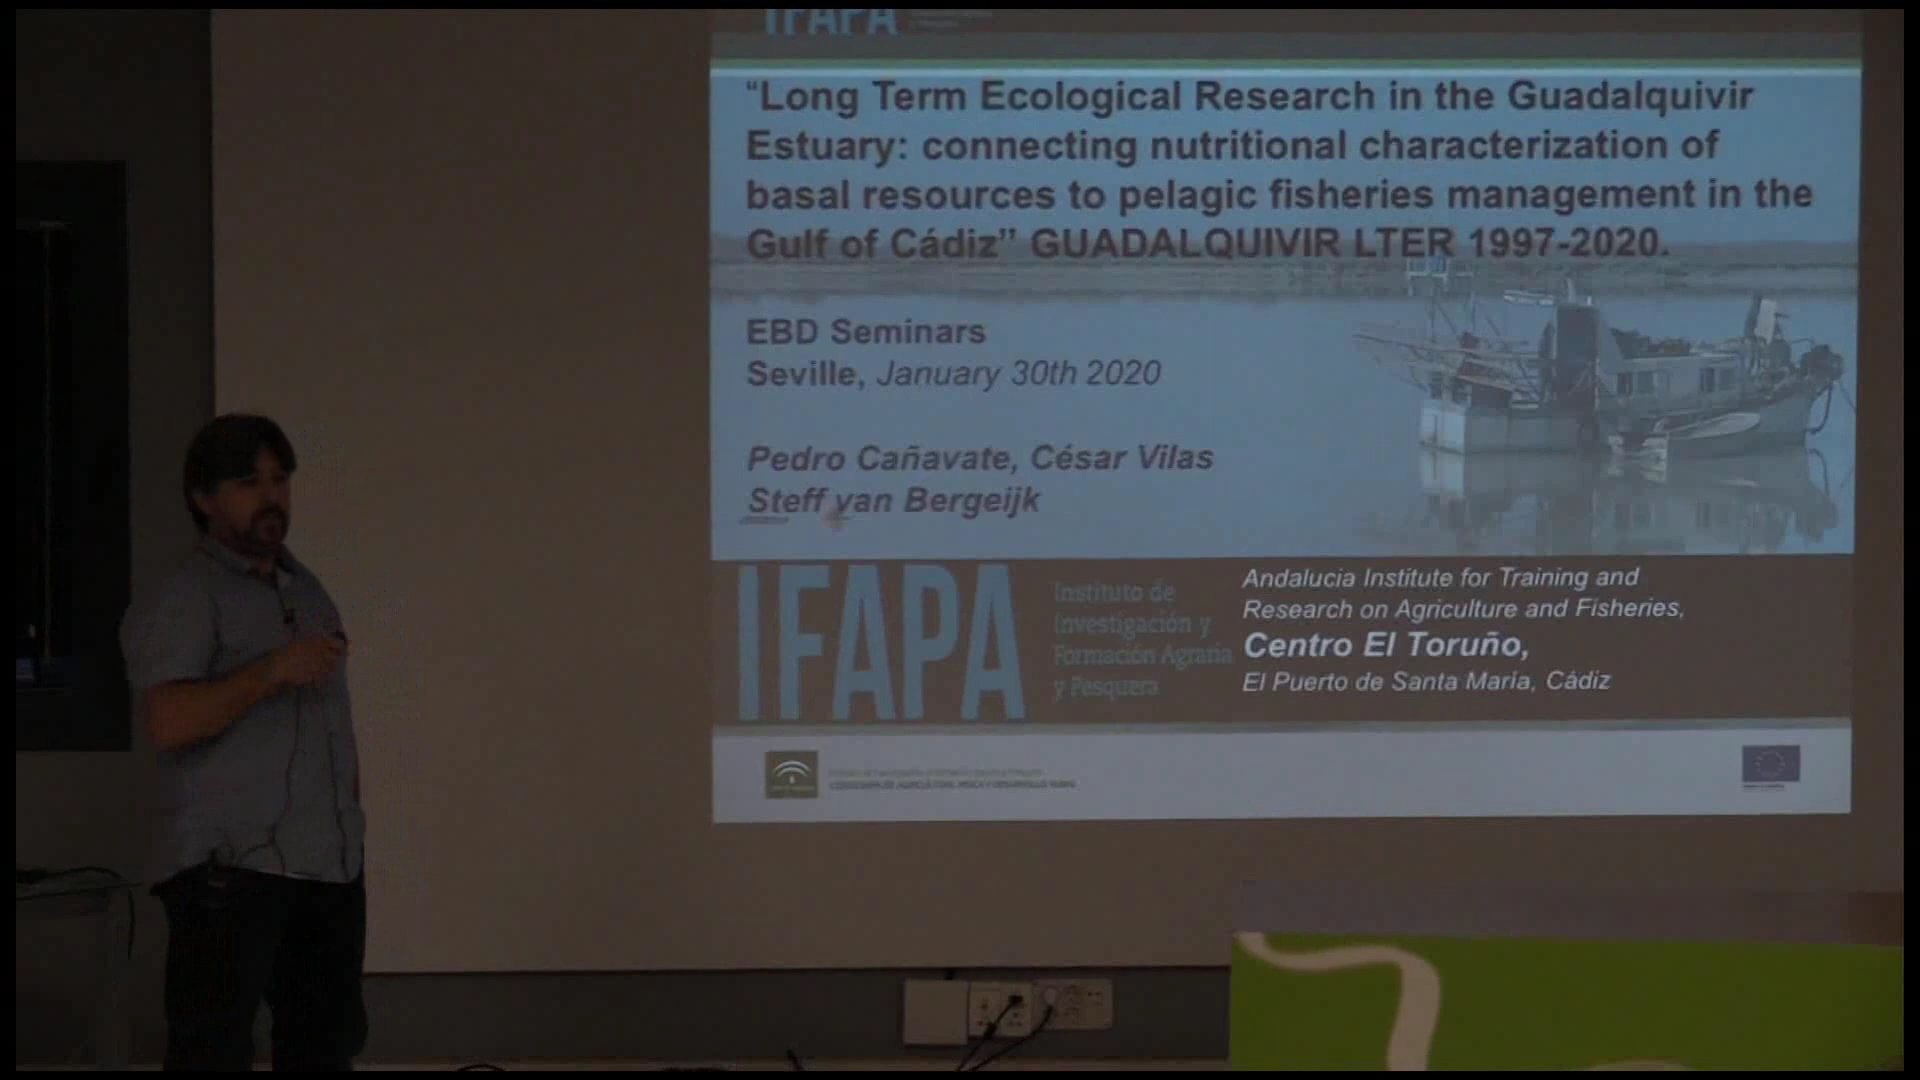 IFAPA
“Long Term Ecological Research in the Guadalquivir
Estuary: connecting nutritional characterization of
basal resources to pelagic fisheries management in the
Gulf of Cádiz” GUADALQUIVIR LTER 1997-2020.
EBD Seminars
Seville, January 30th 2020
Pedro Cañavate, César Vilas
Steff van Bergeijk
IFAPA
Instituto de
Investigación y
Formación Agraria
y Pesquera
Andalucia Institute for Training and
Research on Agriculture and Fisheries,
Centro El Toruño,
El Puerto de Santa Maria, Cádiz